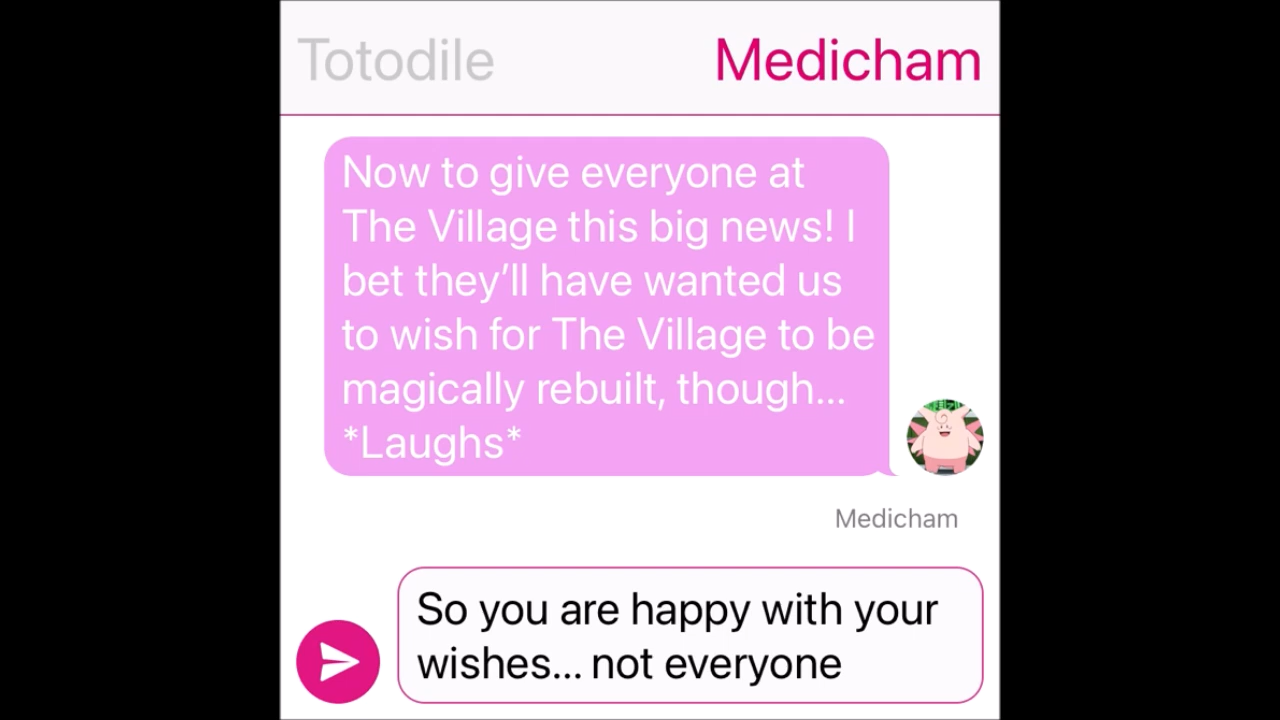 Totodile Medicham
Now to give everyone at
The Village this big news! I
bet they’ll have wanted us
to wish for The Village to be
magically rebuilt, though...
*Laughs*
Medicham
So you are happy with your
wishes... not everyone